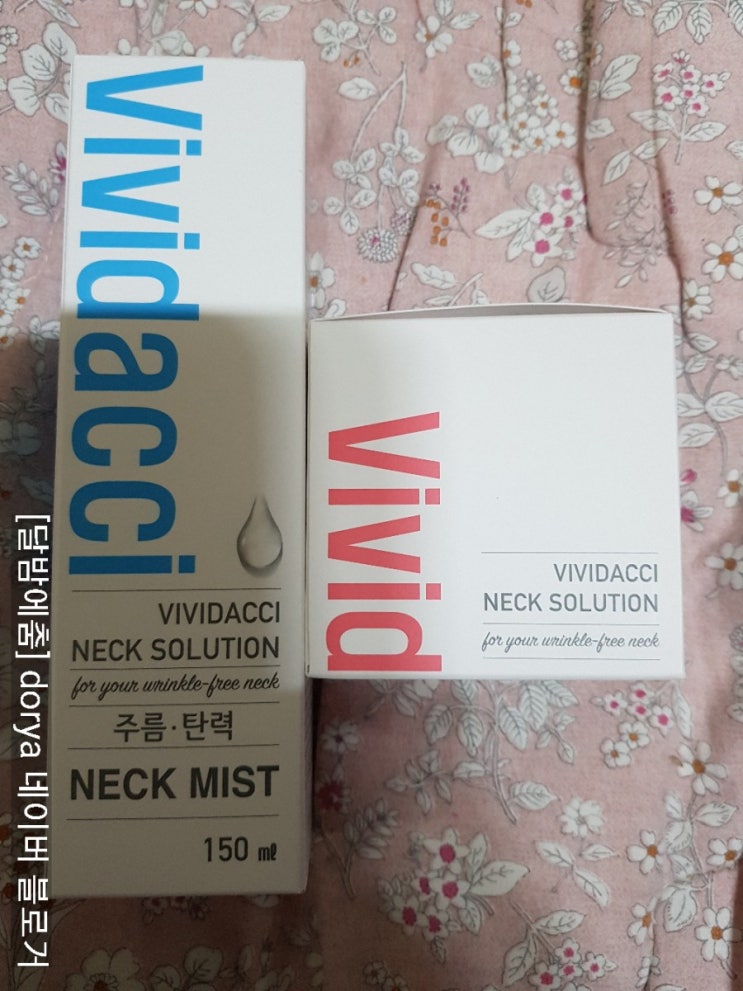 Vividacci
VIVIDACCI
NECK SOLUTION
for your wrinkle-free neck
주름·탄력
NECK MIST
150 ml
Vivid
VIVIDACCI
NECK SOLUTION
for your wrinkle-free neck
[달밤에춤] dorya 네이버 블로거